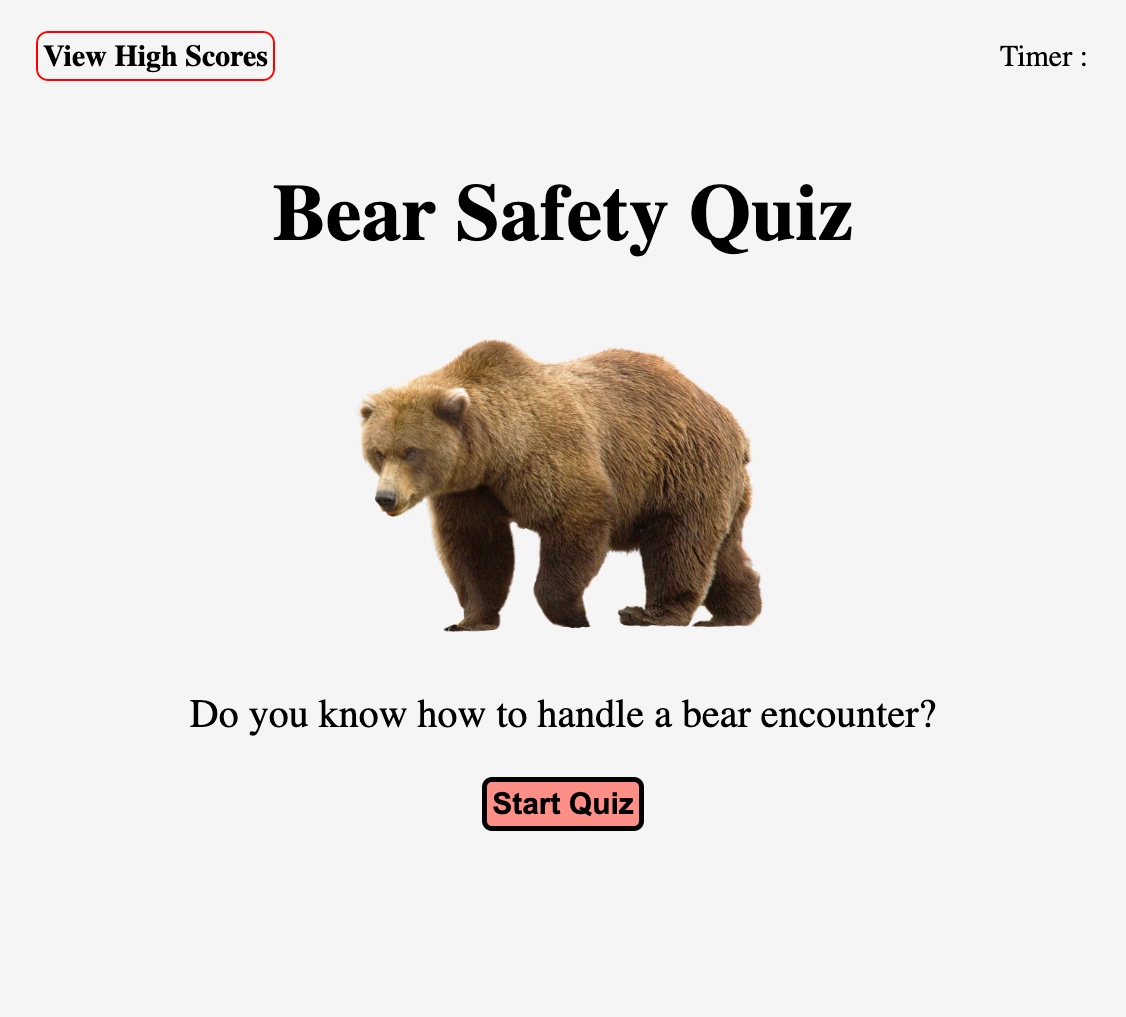 View High Scores
Timer :
Bear Safety Quiz
Do you know how to handle a bear encounter?
Start Quiz